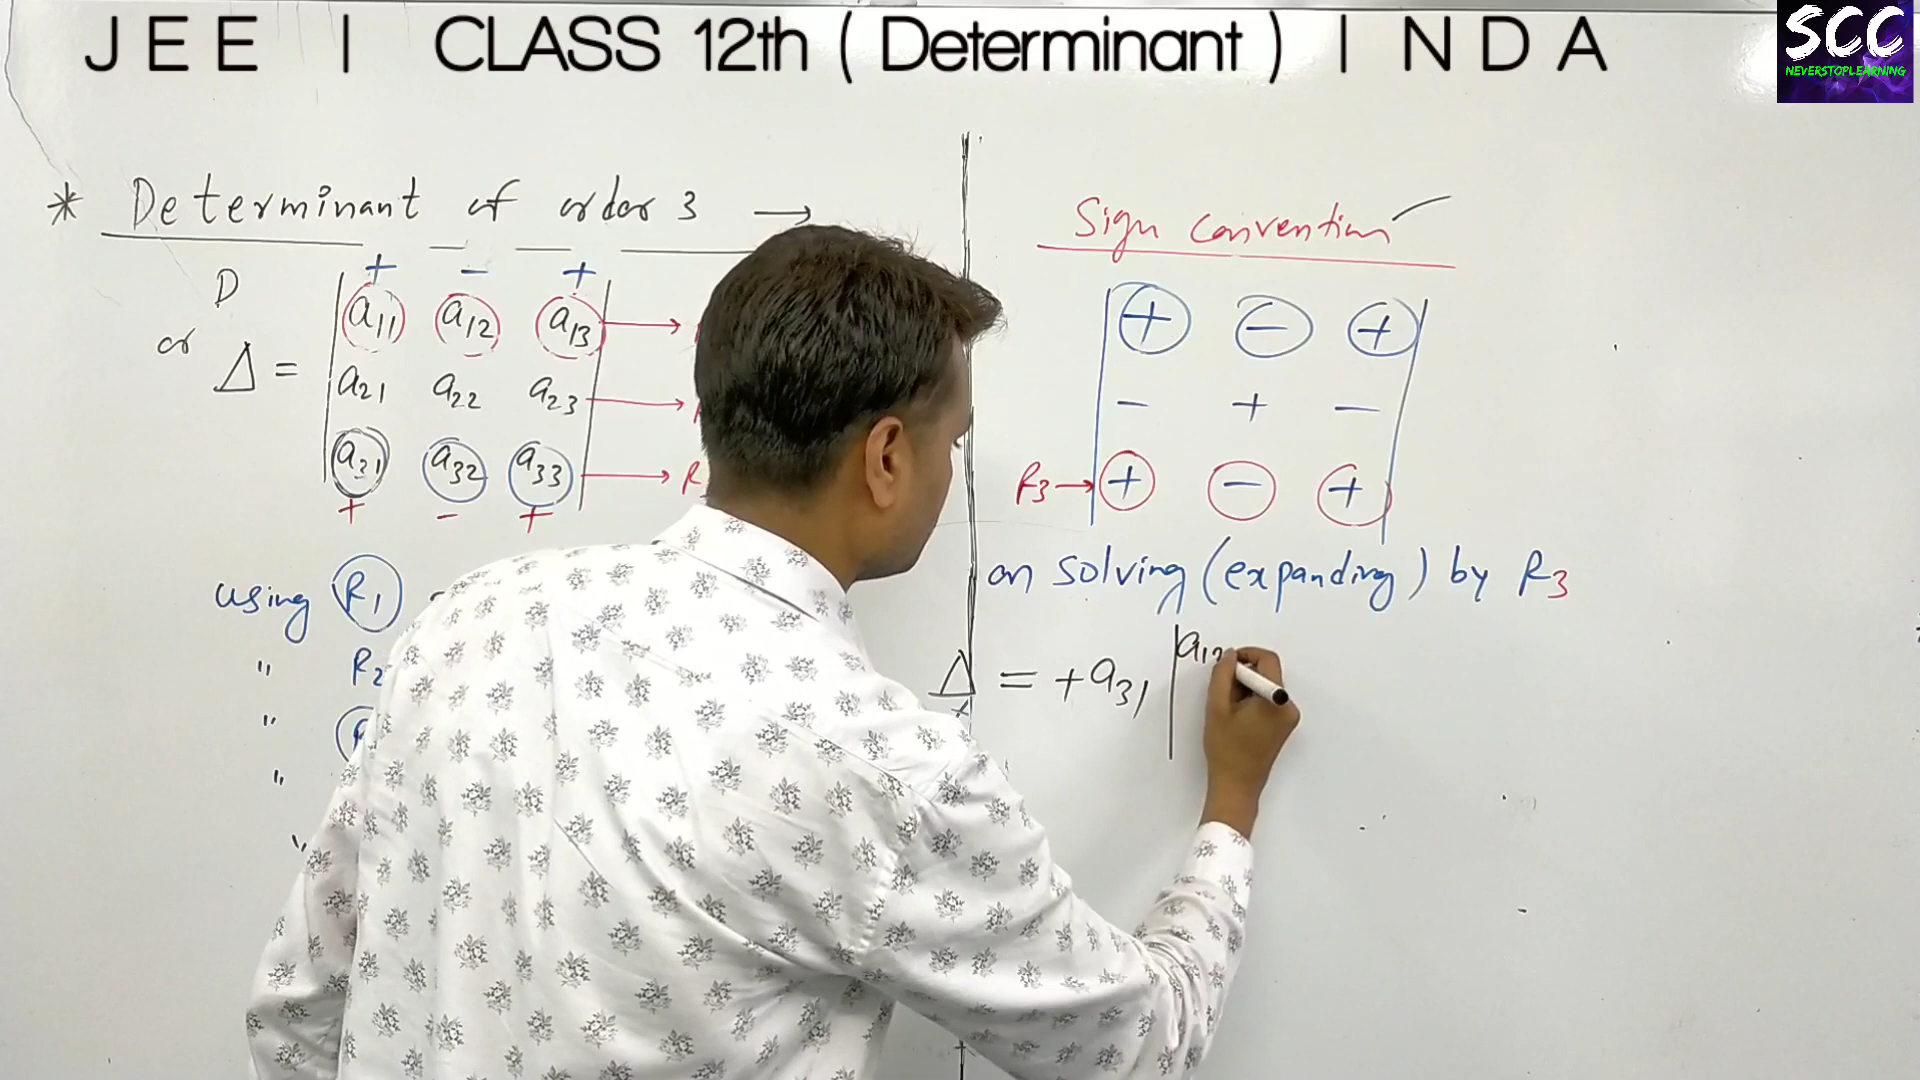 JEE | CLASS 12th ( Determinant ) | NDA
SCC
NEVERSTOPLEARNING
* Determinant of order 3 →
+ - +
D
or Δ =
a11 a12 a13 →
a21 a22 a23 →
a31 a32 a33 → R
+ - +
using R1
" R2
"
"
"
Sign convention
+ - +
- + -
R3 → + - +
on solving (expanding) by R3
Δ = +a31 | a12